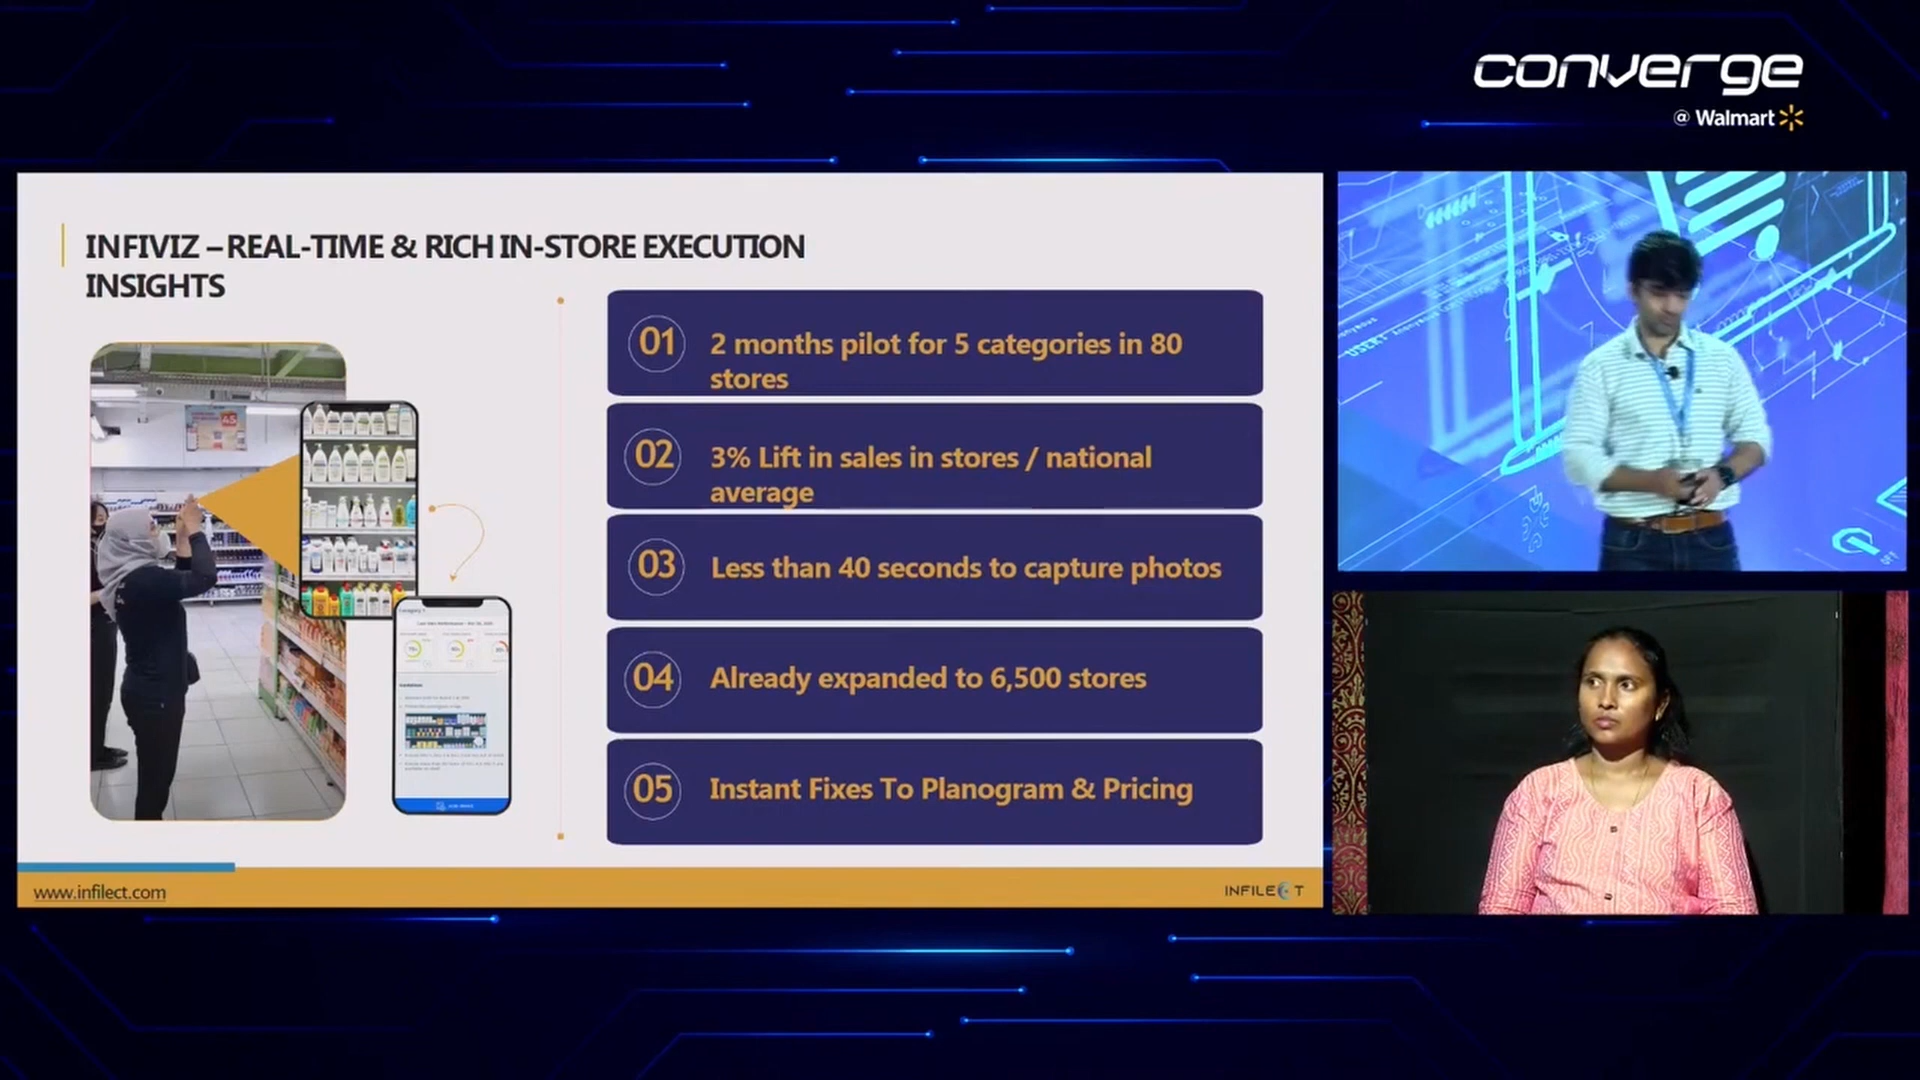 converge
@ Walmart
INFIVIZ – REAL-TIME & RICH IN-STORE EXECUTION
INSIGHTS
01
2 months pilot for 5 categories in 80
stores
02
3% Lift in sales in stores / national
average
03
Less than 40 seconds to capture photos
04
Already expanded to 6,500 stores
05
Instant Fixes To Planogram & Pricing
www.infilect.com
INFILECT